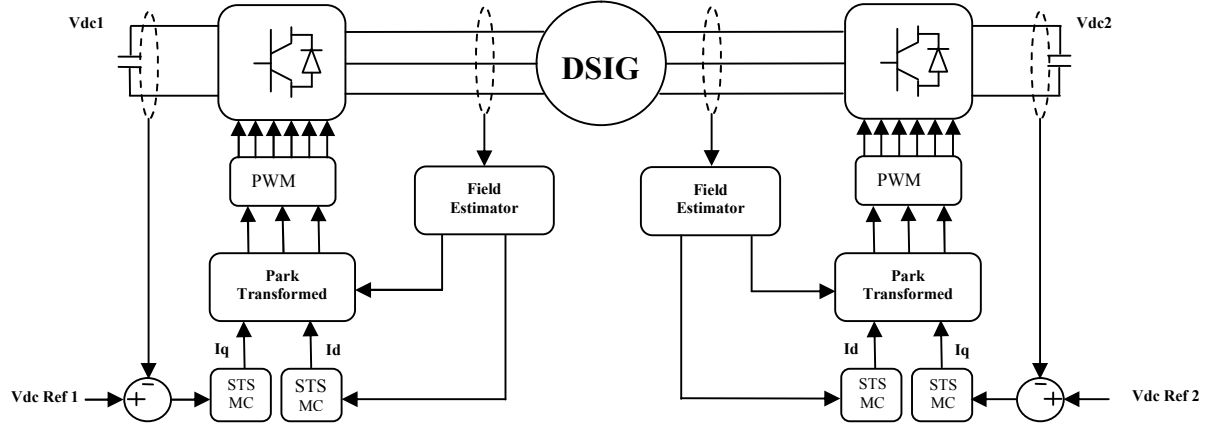 Vdc1
Vdc2
DSIG
PWM
PWM
Field
Estimator
Field
Estimator
Park
Transformed
Park
Transformed
Iq
Id
Id
Iq
Vdc Ref 1
+
−
STS
MC
STS
MC
STS
MC
STS
MC
−
+
Vdc Ref 2